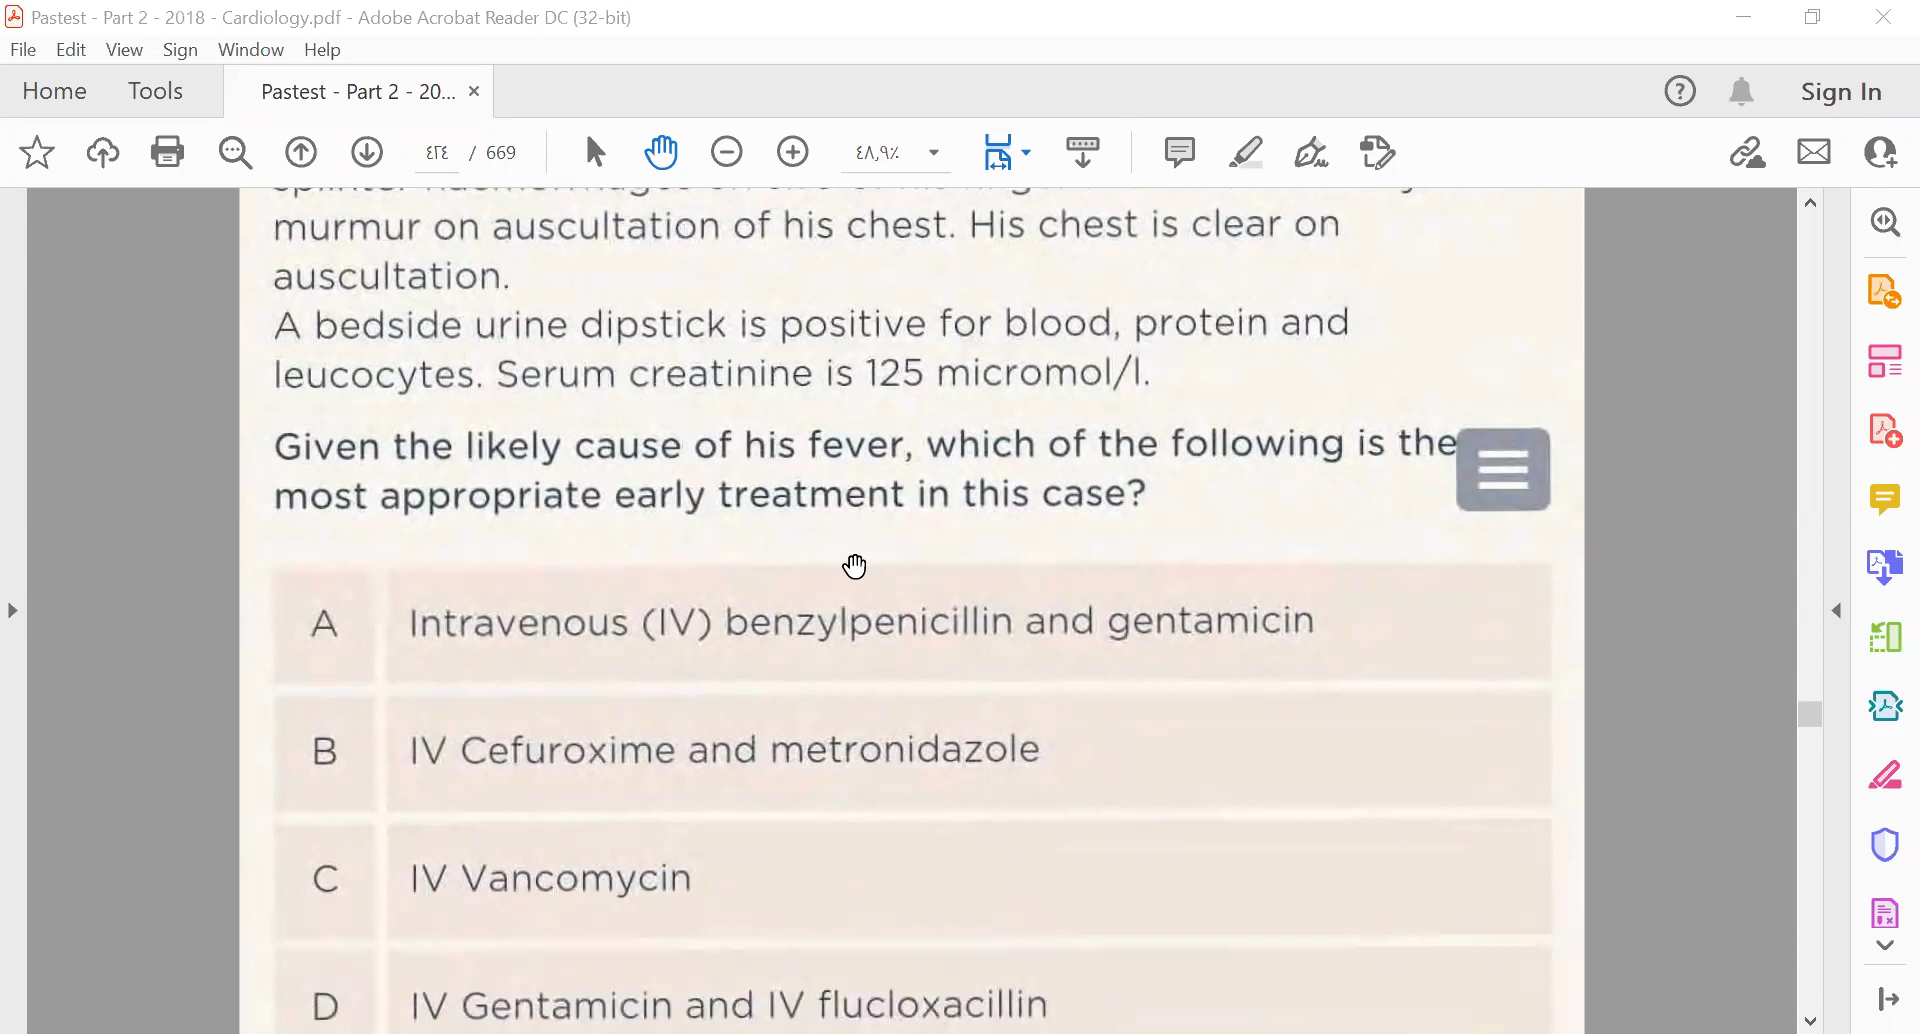 Pastest - Part 2 - 2018 - Cardiology.pdf - Adobe Acrobat Reader DC (32-bit)
File Edit View Sign Window Help
Home Tools Pastest - Part 2 - 20... × Sign In
٤٢٤ / 669 ٤٨,٩٪
murmur on auscultation of his chest. His chest is clear on
auscultation.
A bedside urine dipstick is positive for blood, protein and
leucocytes. Serum creatinine is 125 micromol/l.
Given the likely cause of his fever, which of the following is the
most appropriate early treatment in this case?
A Intravenous (IV) benzylpenicillin and gentamicin
B IV Cefuroxime and metronidazole
C IV Vancomycin
D IV Gentamicin and IV flucloxacillin